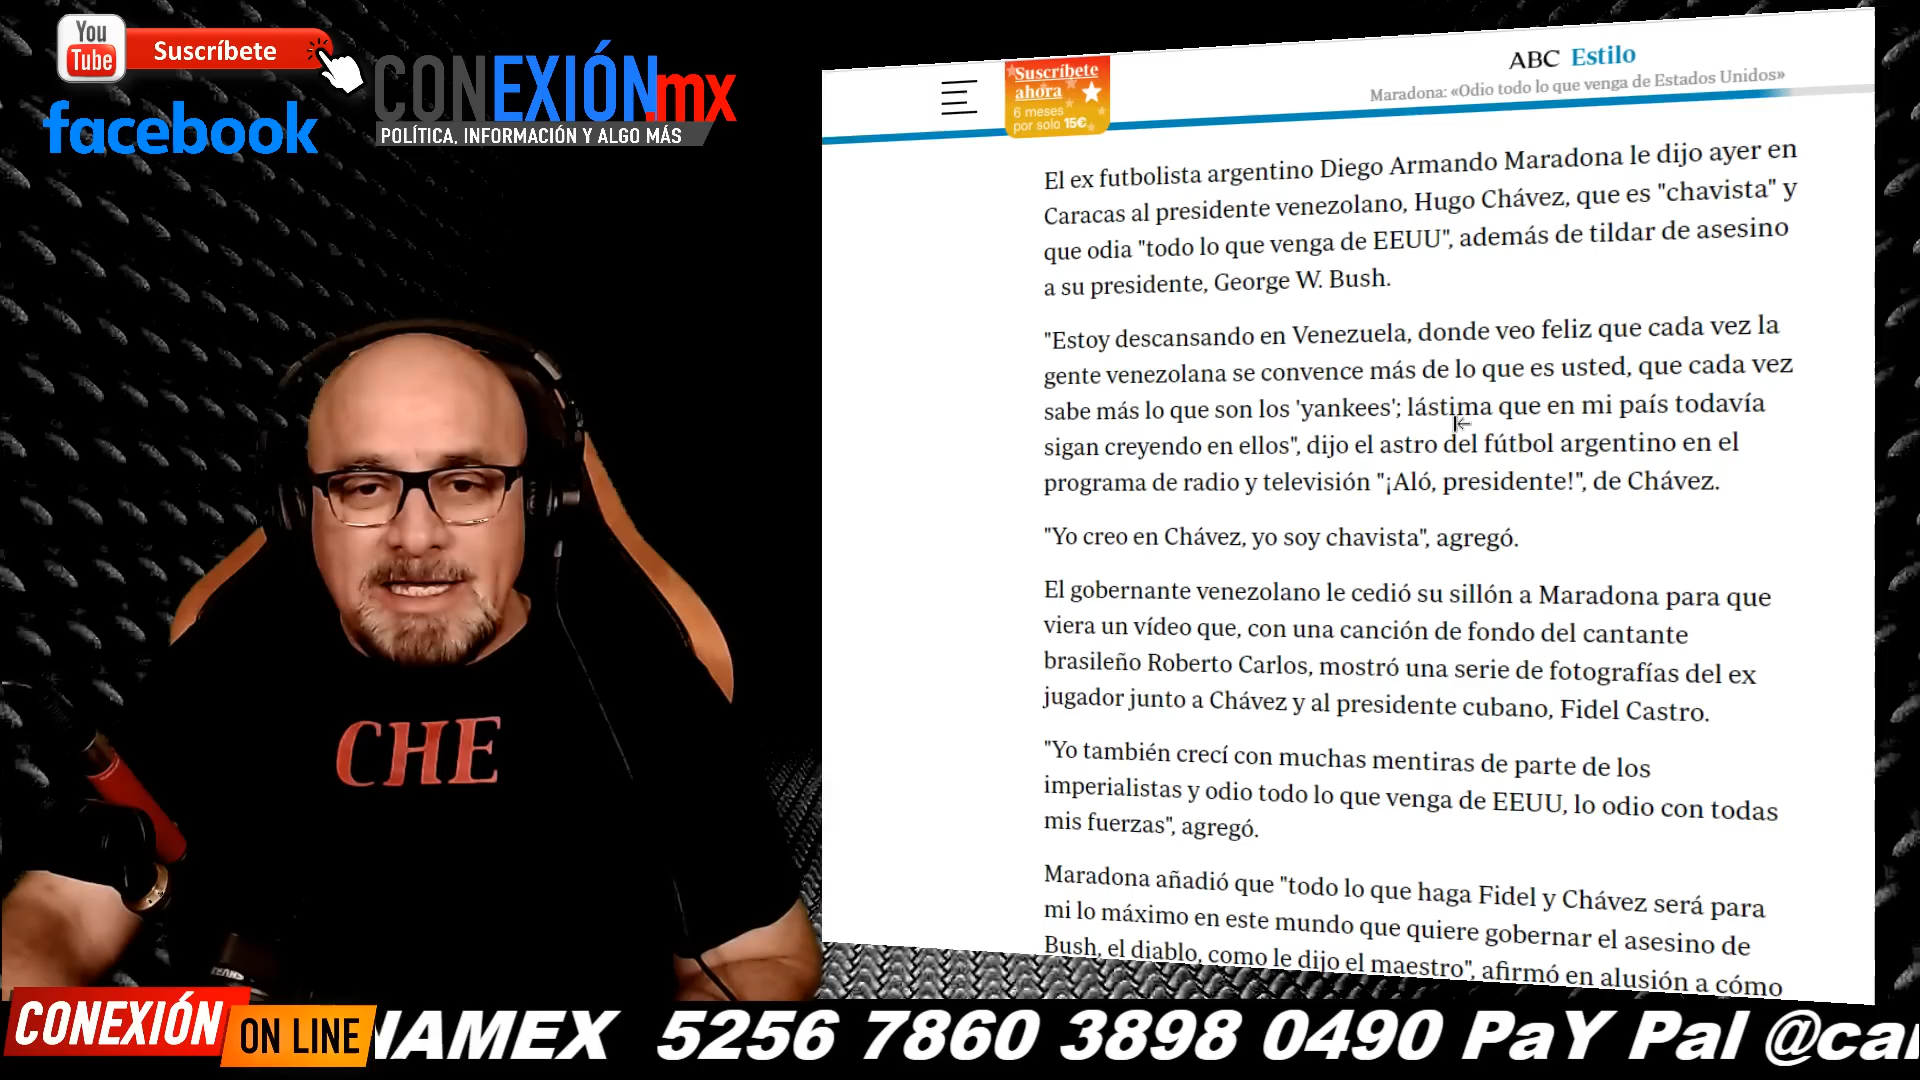 You
Tube
Suscríbete
facebook
CONEXIÓN.mx
POLÍTICA, INFORMACIÓN Y ALGO MÁS
Suscríbete
ahora
6 meses
por solo 15€
ABC Estilo
Maradona: «Odio todo lo que venga de Estados Unidos»
El ex futbolista argentino Diego Armando Maradona le dijo ayer en
Caracas al presidente venezolano, Hugo Chávez, que es "chavista" y
que odia "todo lo que venga de EEUU", además de tildar de asesino
a su presidente, George W. Bush.
"Estoy descansando en Venezuela, donde veo feliz que cada vez la
gente venezolana se convence más de lo que es usted, que cada vez
sabe más lo que son los 'yankees'; lástima que en mi país todavía
sigan creyendo en ellos", dijo el astro del fútbol argentino en el
programa de radio y televisión "¡Aló, presidente!", de Chávez.
"Yo creo en Chávez, yo soy chavista", agregó.
El gobernante venezolano le cedió su sillón a Maradona para que
viera un vídeo que, con una canción de fondo del cantante
brasileño Roberto Carlos, mostró una serie de fotografías del ex
jugador junto a Chávez y al presidente cubano, Fidel Castro.
"Yo también crecí con muchas mentiras de parte de los
imperialistas y odio todo lo que venga de EEUU, lo odio con todas
mis fuerzas", agregó.
Maradona añadió que "todo lo que haga Fidel y Chávez será para
mi lo máximo en este mundo que quiere gobernar el asesino de
Bush, el diablo, como le dijo el maestro", afirmó en alusión a cómo
CHE
SHURE
CONEXIÓN
ON LINE
NAMEX 5256 7860 3898 0490 PaY Pal @car